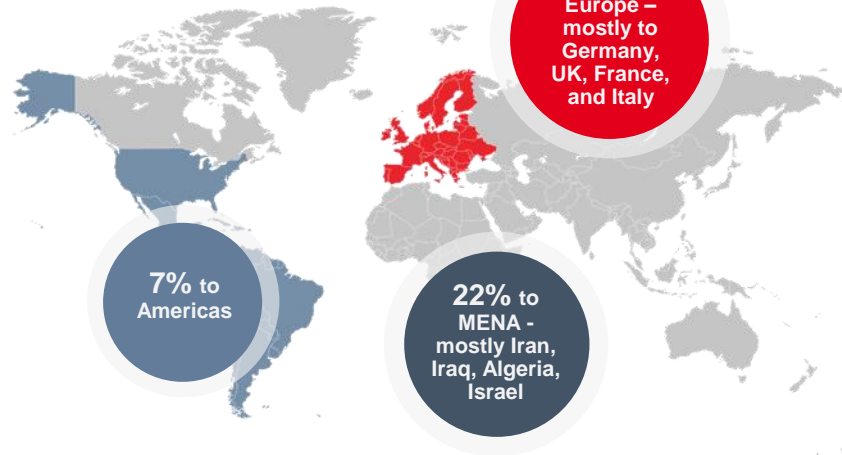 Europe –
mostly to
Germany,
UK, France,
and Italy
7% to
Americas
22% to
MENA -
mostly Iran,
Iraq, Algeria,
Israel